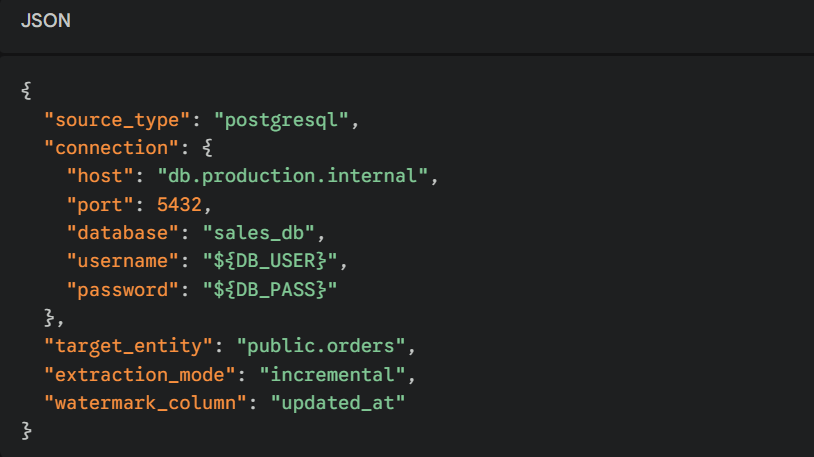 JSON
{
"source_type": "postgresql",
"connection": {
"host": "db.production.internal",
"port": 5432,
"database": "sales_db",
"username": "${DB_USER}",
"password": "${DB_PASS}"
},
"target_entity": "public.orders",
"extraction_mode": "incremental",
"watermark_column": "updated_at"
}